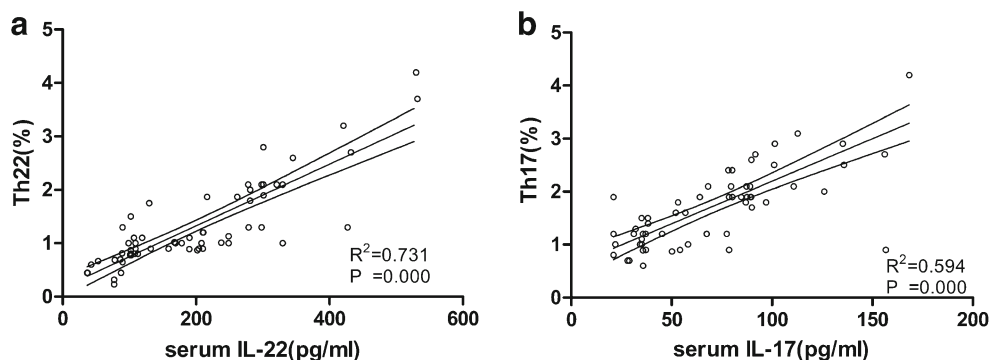 a
5
4
3
2
1
0
Th22(%)
0 200 400 600
serum IL-22(pg/ml)
R²=0.731
P =0.000
b
5
4
3
2
1
0
Th17(%)
0 50 100 150 200
serum IL-17(pg/ml)
R²=0.594
P =0.000